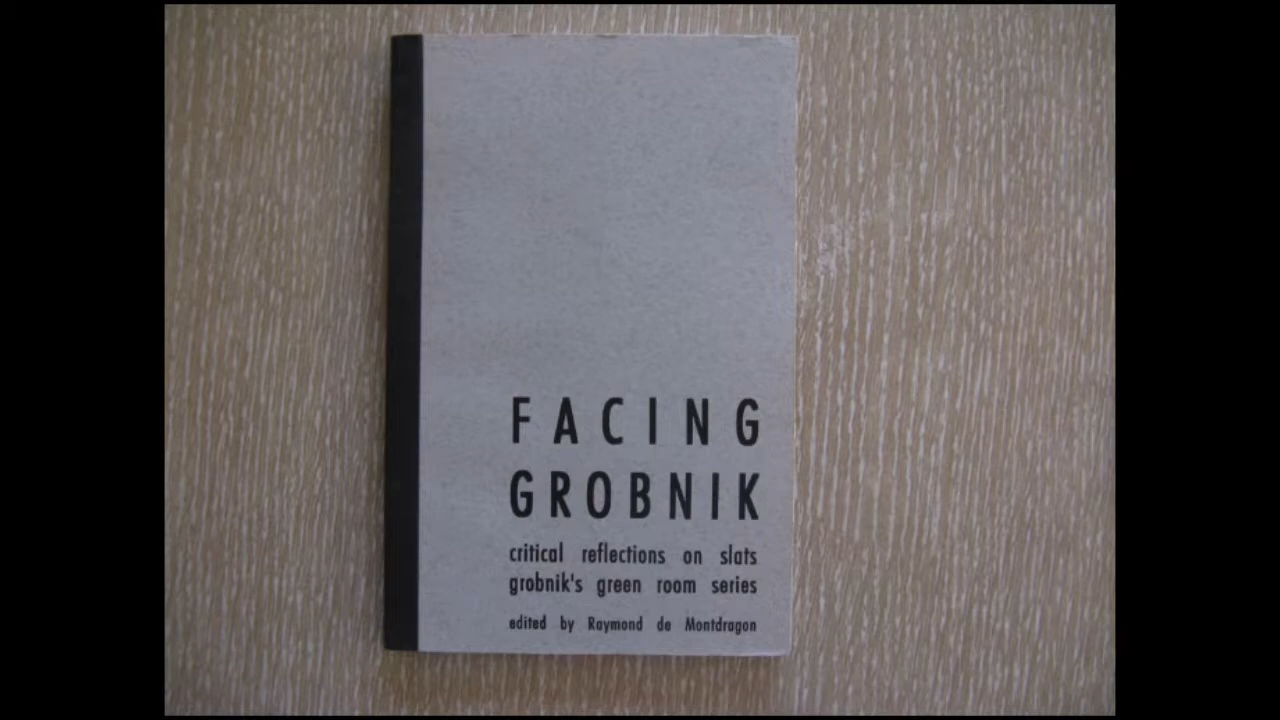 FACING
GROBNIK
critical reflections on slats
grobnik's green room series
edited by Raymond de Montdragon